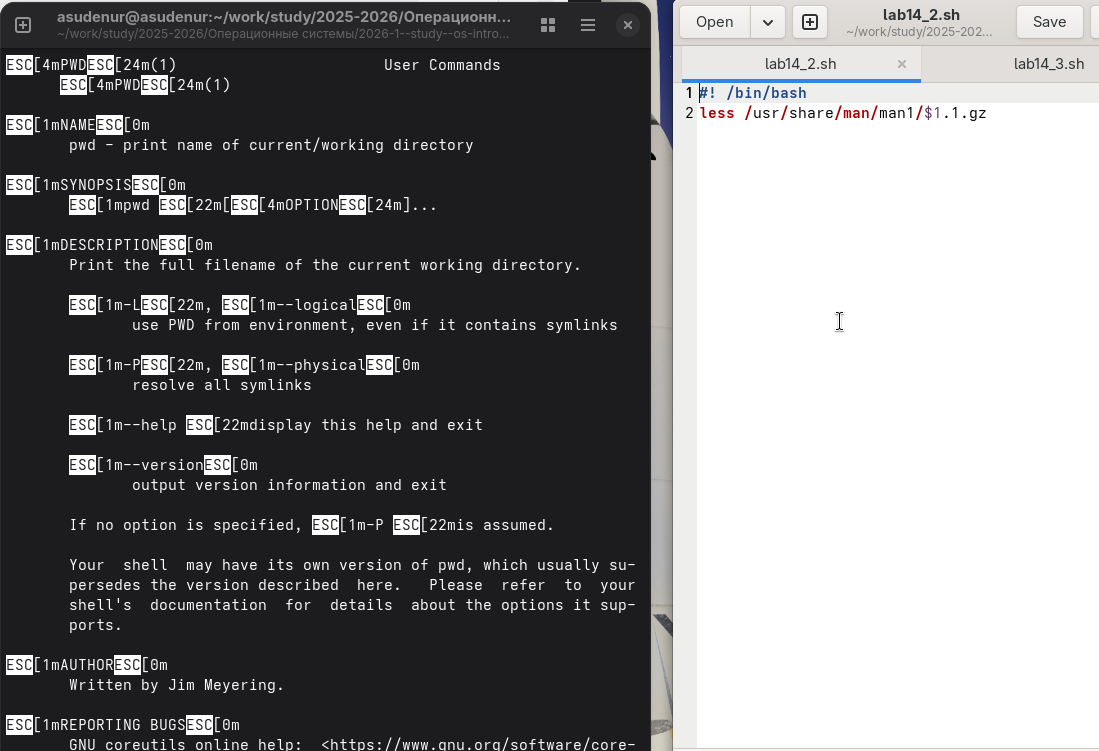 asudenur@asudenur:~/work/study/2025-2026/Операционн...
~/work/study/2025-2026/Операционные системы/2026-1--study--os-intro...
ESC[4mPWDESC[24m(1)                       User Commands
      ESC[4mPWDESC[24m(1)
ESC[1mNAMEESC[0m
       pwd - print name of current/working directory
ESC[1mSYNOPSISESC[0m
       ESC[1mpwd ESC[22m[ESC[4mOPTIONESC[24m]...
ESC[1mDESCRIPTIONESC[0m
       Print the full filename of the current working directory.
       ESC[1m-LESC[22m, ESC[1m--logicalESC[0m
              use PWD from environment, even if it contains symlinks
       ESC[1m-PESC[22m, ESC[1m--physicalESC[0m
              resolve all symlinks
       ESC[1m--help ESC[22mdisplay this help and exit
       ESC[1m--versionESC[0m
              output version information and exit
       If no option is specified, ESC[1m-P ESC[22mis assumed.
       Your  shell  may have its own version of pwd, which usually su-
       persedes the version described  here.   Please  refer  to  your
       shell's  documentation  for  details  about the options it sup-
       ports.
ESC[1mAUTHORESC[0m
       Written by Jim Meyering.
ESC[1mREPORTING BUGSESC[0m
       GNU coreutils online help:  <https://www.gnu.org/software/core-
Open
lab14_2.sh
~/work/study/2025-202...
Save
lab14_2.sh
lab14_3.sh
1 #! /bin/bash
2 less /usr/share/man/man1/$1.1.gz